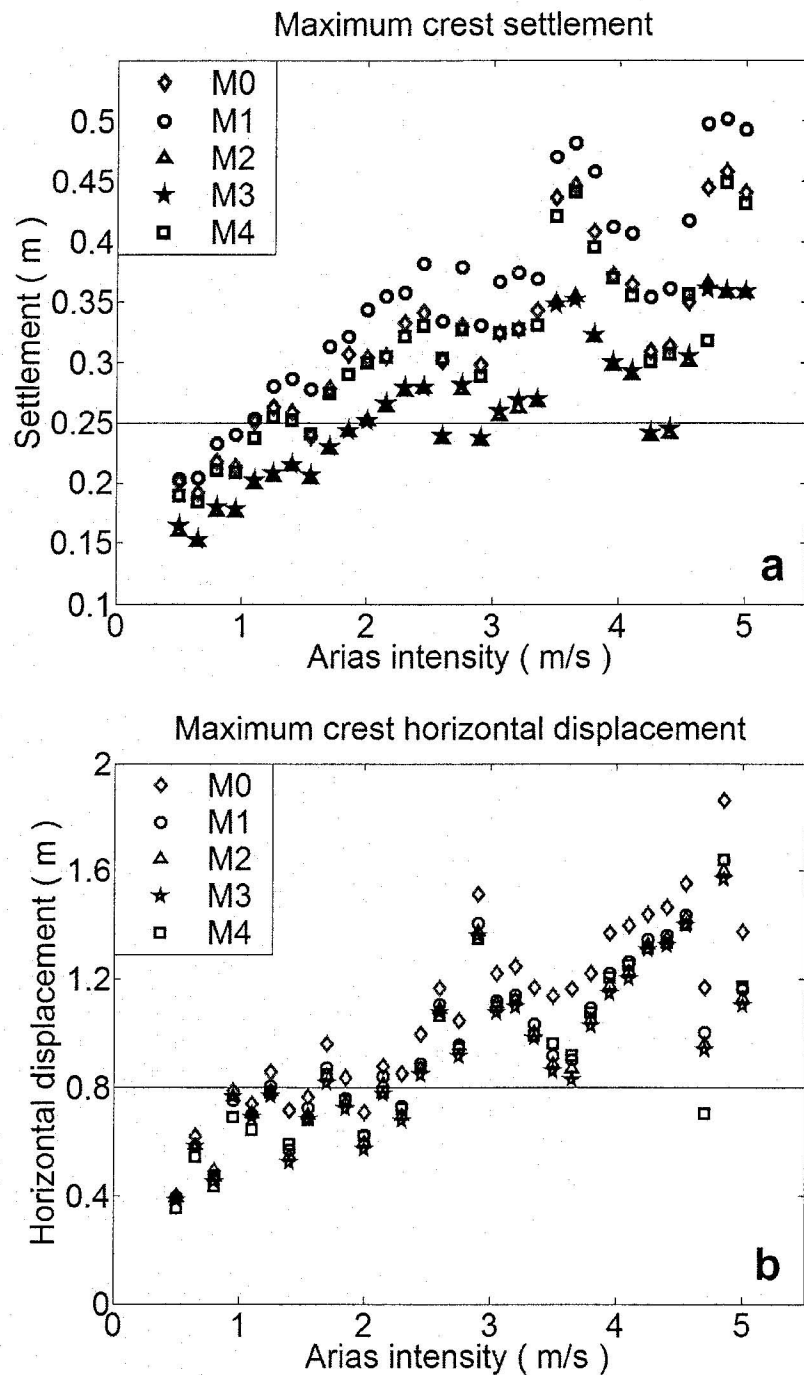 Maximum crest settlement
M0
M1
M2
M3
M4
0.5
0.45
0.4
0.35
0.3
0.25
0.2
0.15
0.1
Settlement ( m )
0 1 2 3 4 5
Arias intensity ( m/s )
a
Maximum crest horizontal displacement
M0
M1
M2
M3
M4
2
1.6
1.2
0.8
0.4
0
Horizontal displacement ( m )
0 1 2 3 4 5
Arias intensity ( m/s )
b